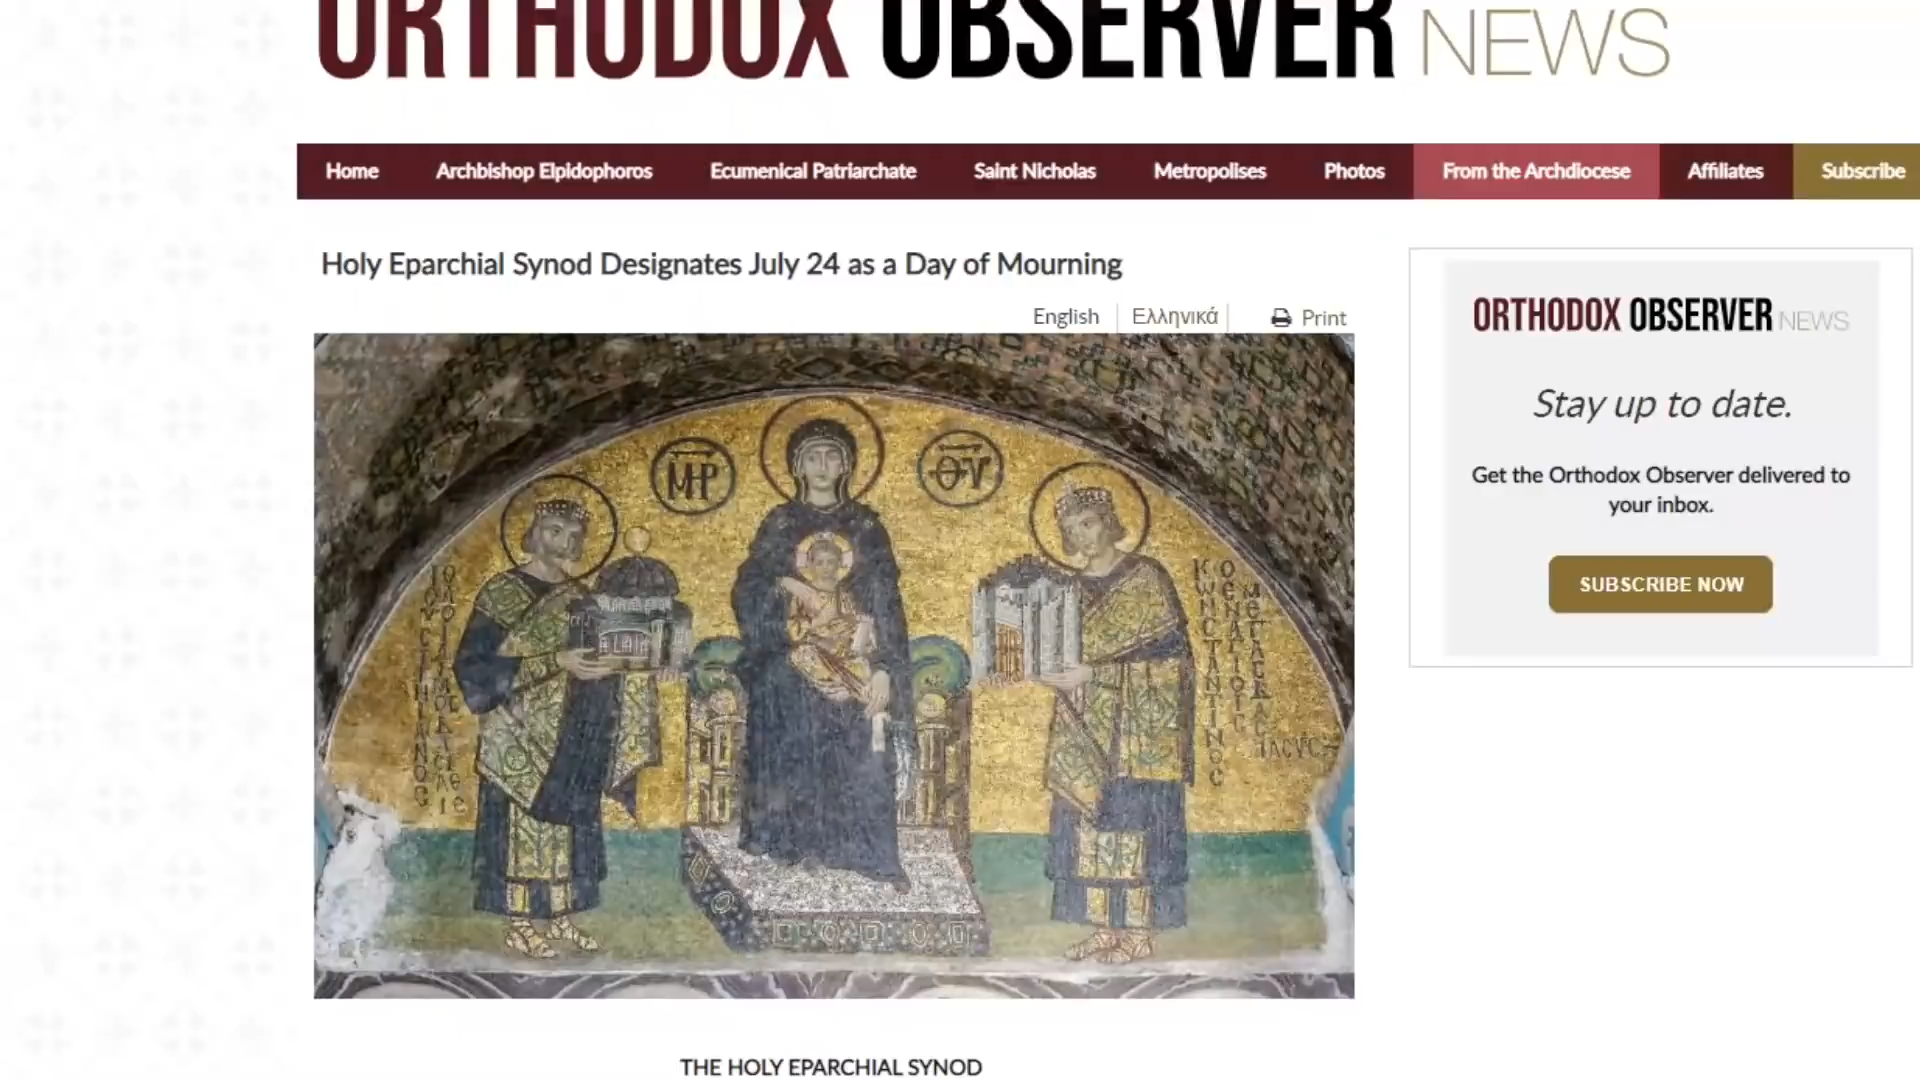 ORTHODOX OBSERVER NEWS
Home Archbishop Elpidophoros Ecumenical Patriarchate Saint Nicholas Metropolises Photos From the Archdiocese Affiliates Subscribe
Holy Eparchial Synod Designates July 24 as a Day of Mourning
English Ελληνικά Print
ΜΗΡ
ΘΥ
ORTHODOX OBSERVER NEWS
Stay up to date.
Get the Orthodox Observer delivered to
your inbox.
SUBSCRIBE NOW
THE HOLY EPARCHIAL SYNOD